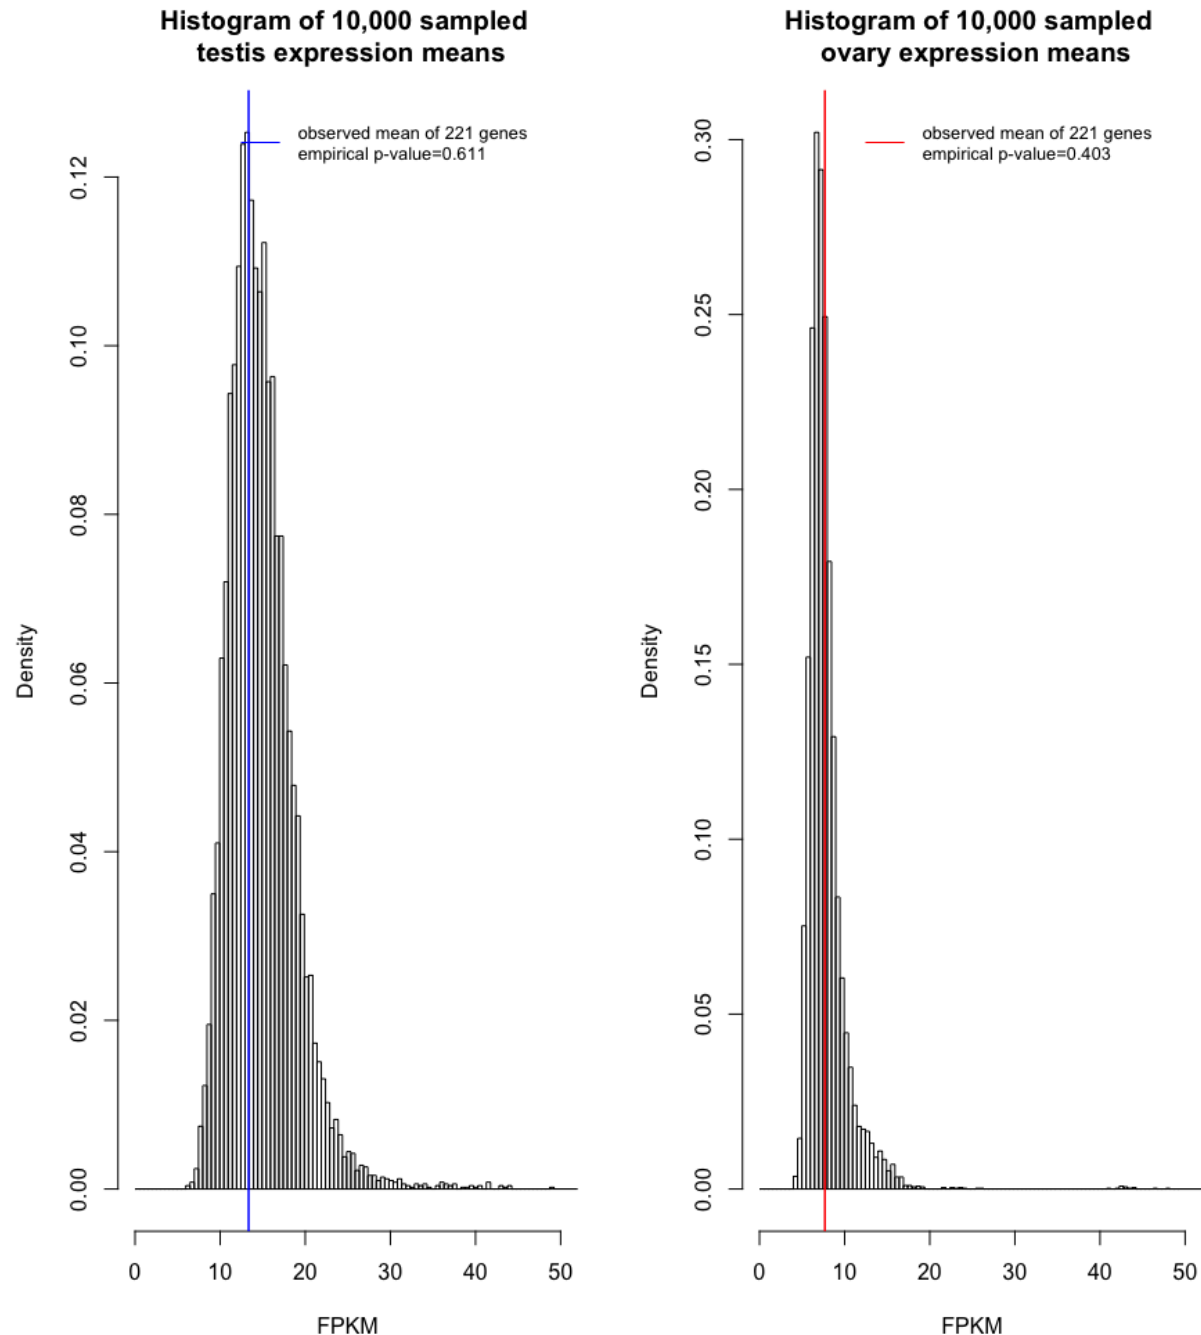 Histogram of 10,000 sampled
testis expression means
observed mean of 221 genes
empirical p-value=0.611
Density
0.12
0.10
0.08
0.06
0.04
0.02
0.00
0 10 20 30 40 50
FPKM
Histogram of 10,000 sampled
ovary expression means
observed mean of 221 genes
empirical p-value=0.403
Density
0.30
0.25
0.20
0.15
0.10
0.05
0.00
0 10 20 30 40 50
FPKM